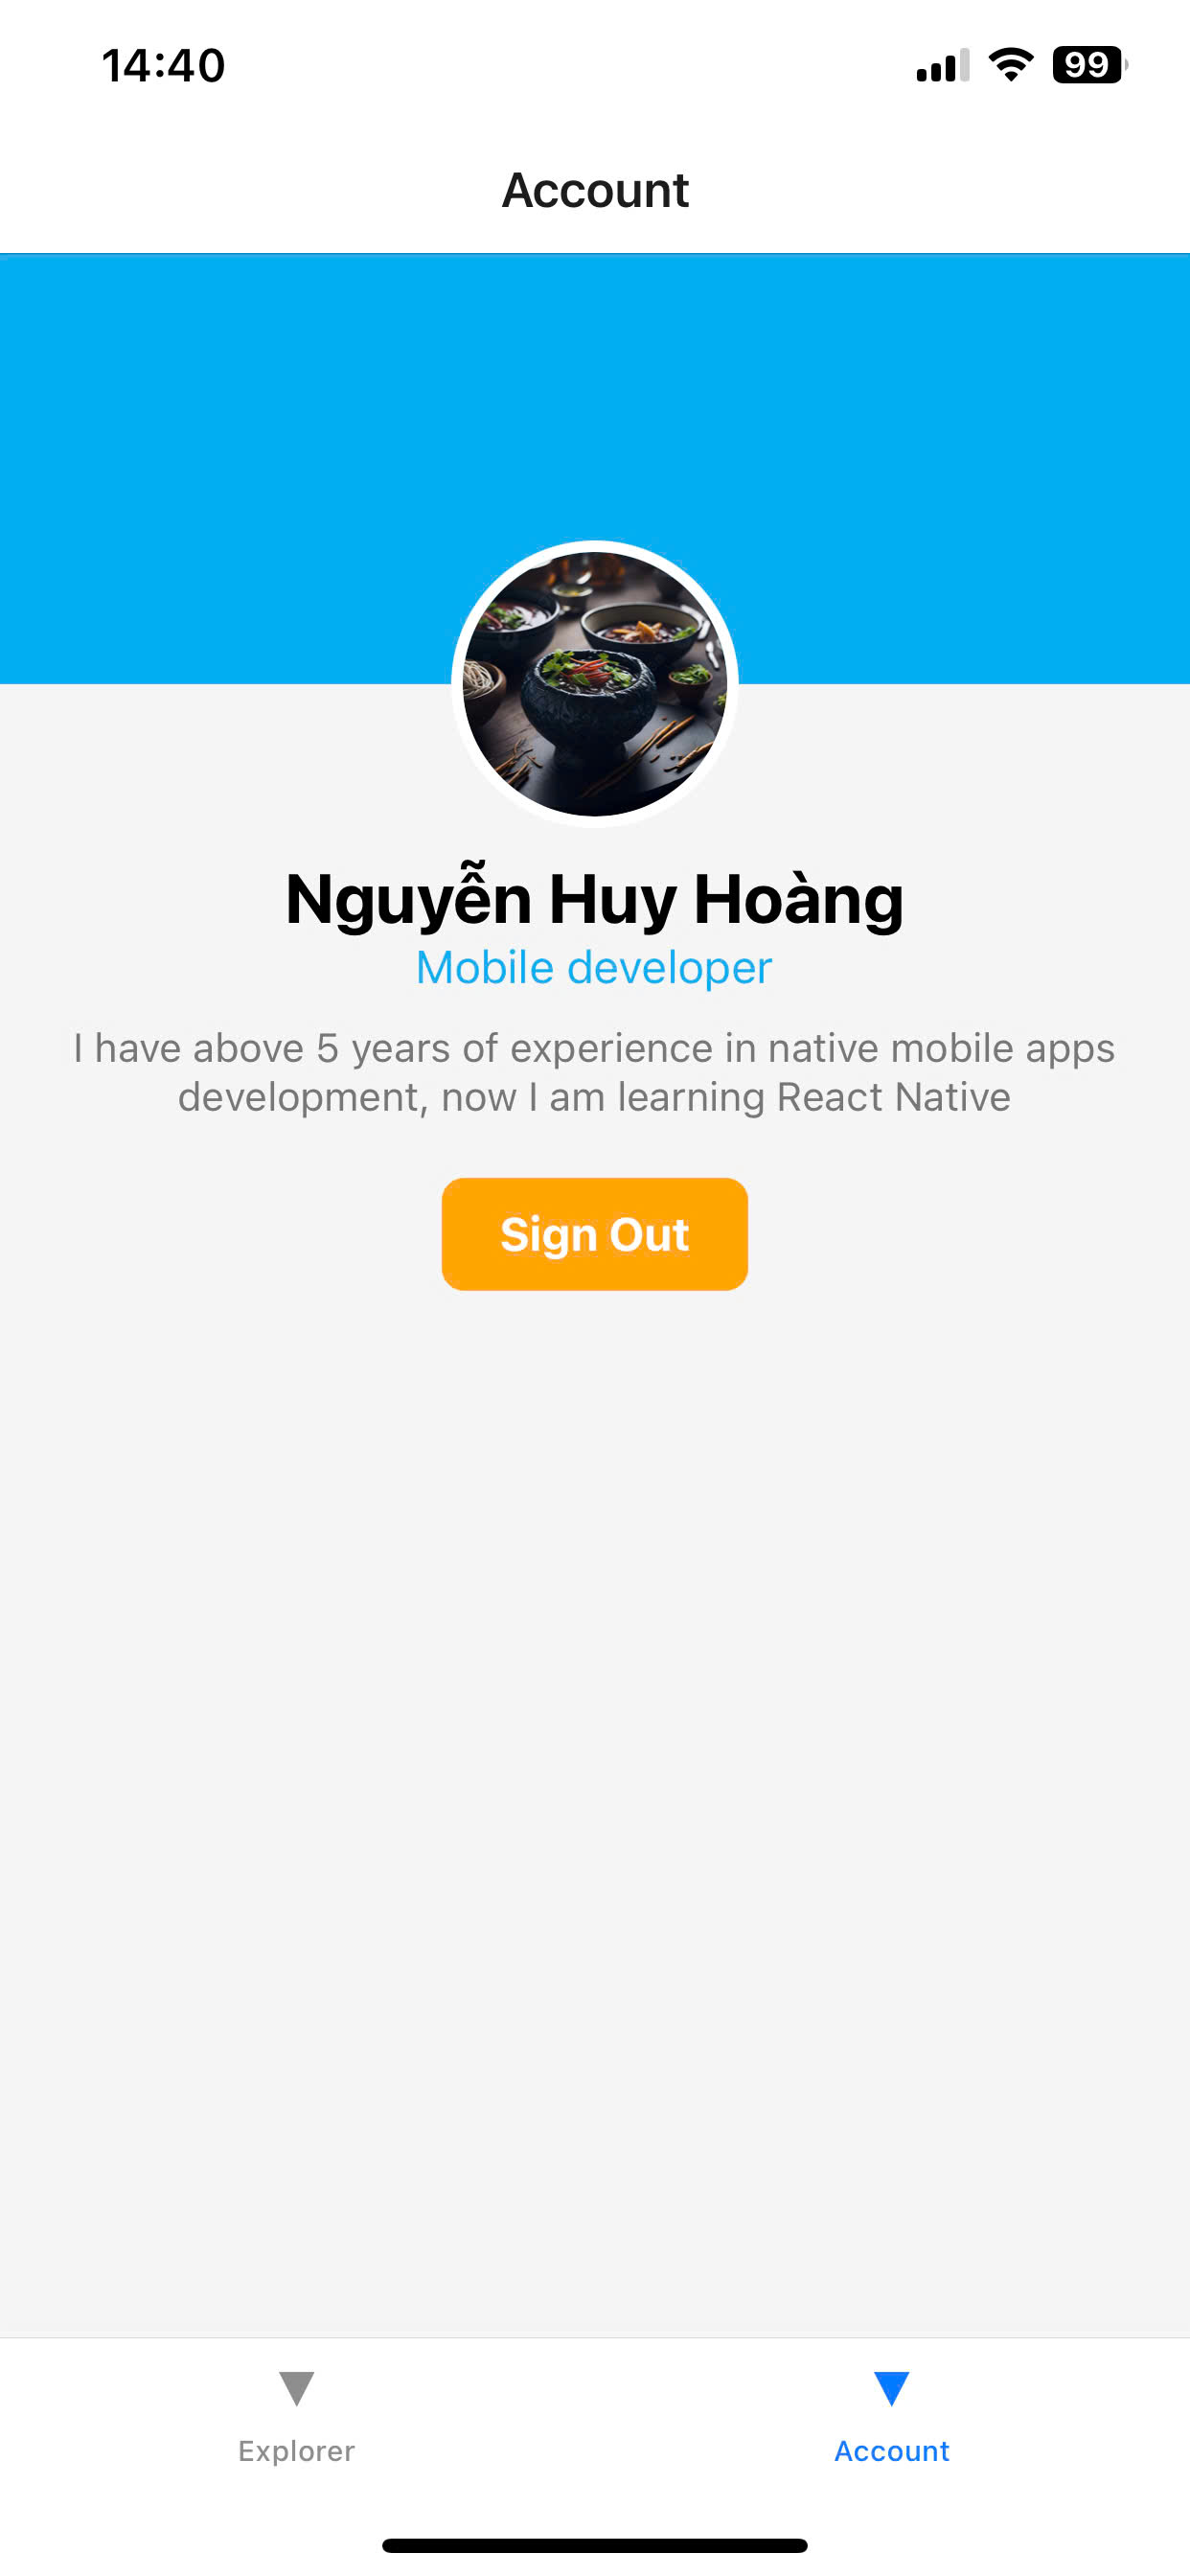 14:40
99
Account
Nguyễn Huy Hoàng
Mobile developer
I have above 5 years of experience in native mobile apps
development, now I am learning React Native
Sign Out
Explorer
Account